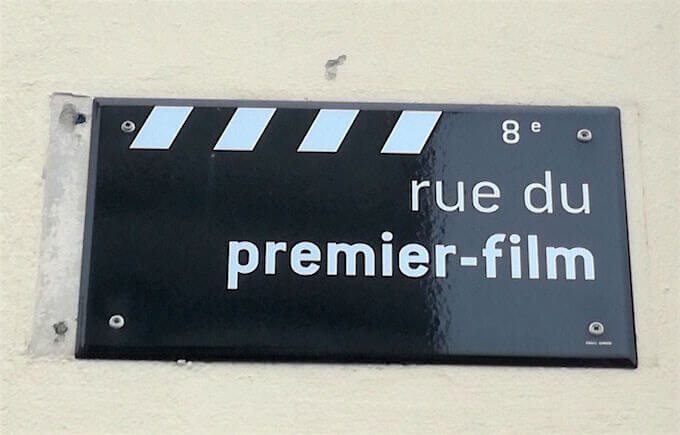 8e
rue du
premier-film